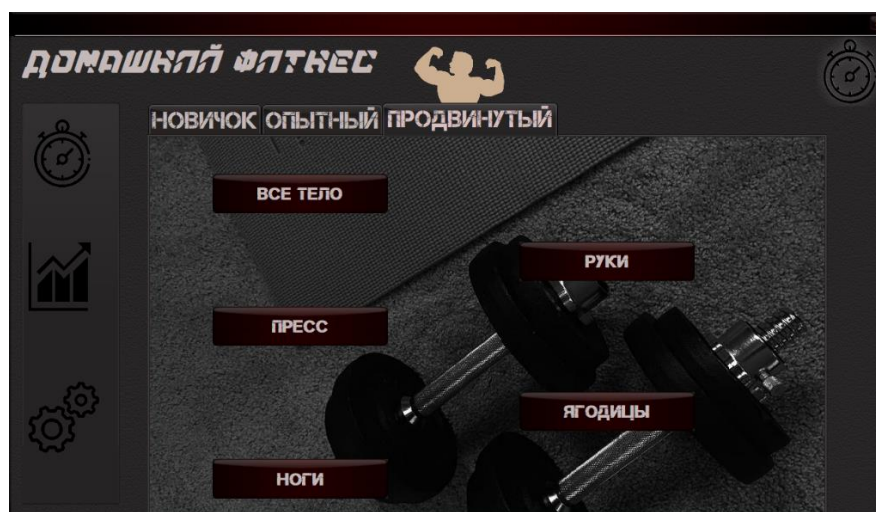 ДОМАШНИЙ ФИТНЕС
НОВИЧОК ОПЫТНЫЙ ПРОДВИНУТЫЙ
ВСЕ ТЕЛО
РУКИ
ПРЕСС
ЯГОДИЦЫ
НОГИ